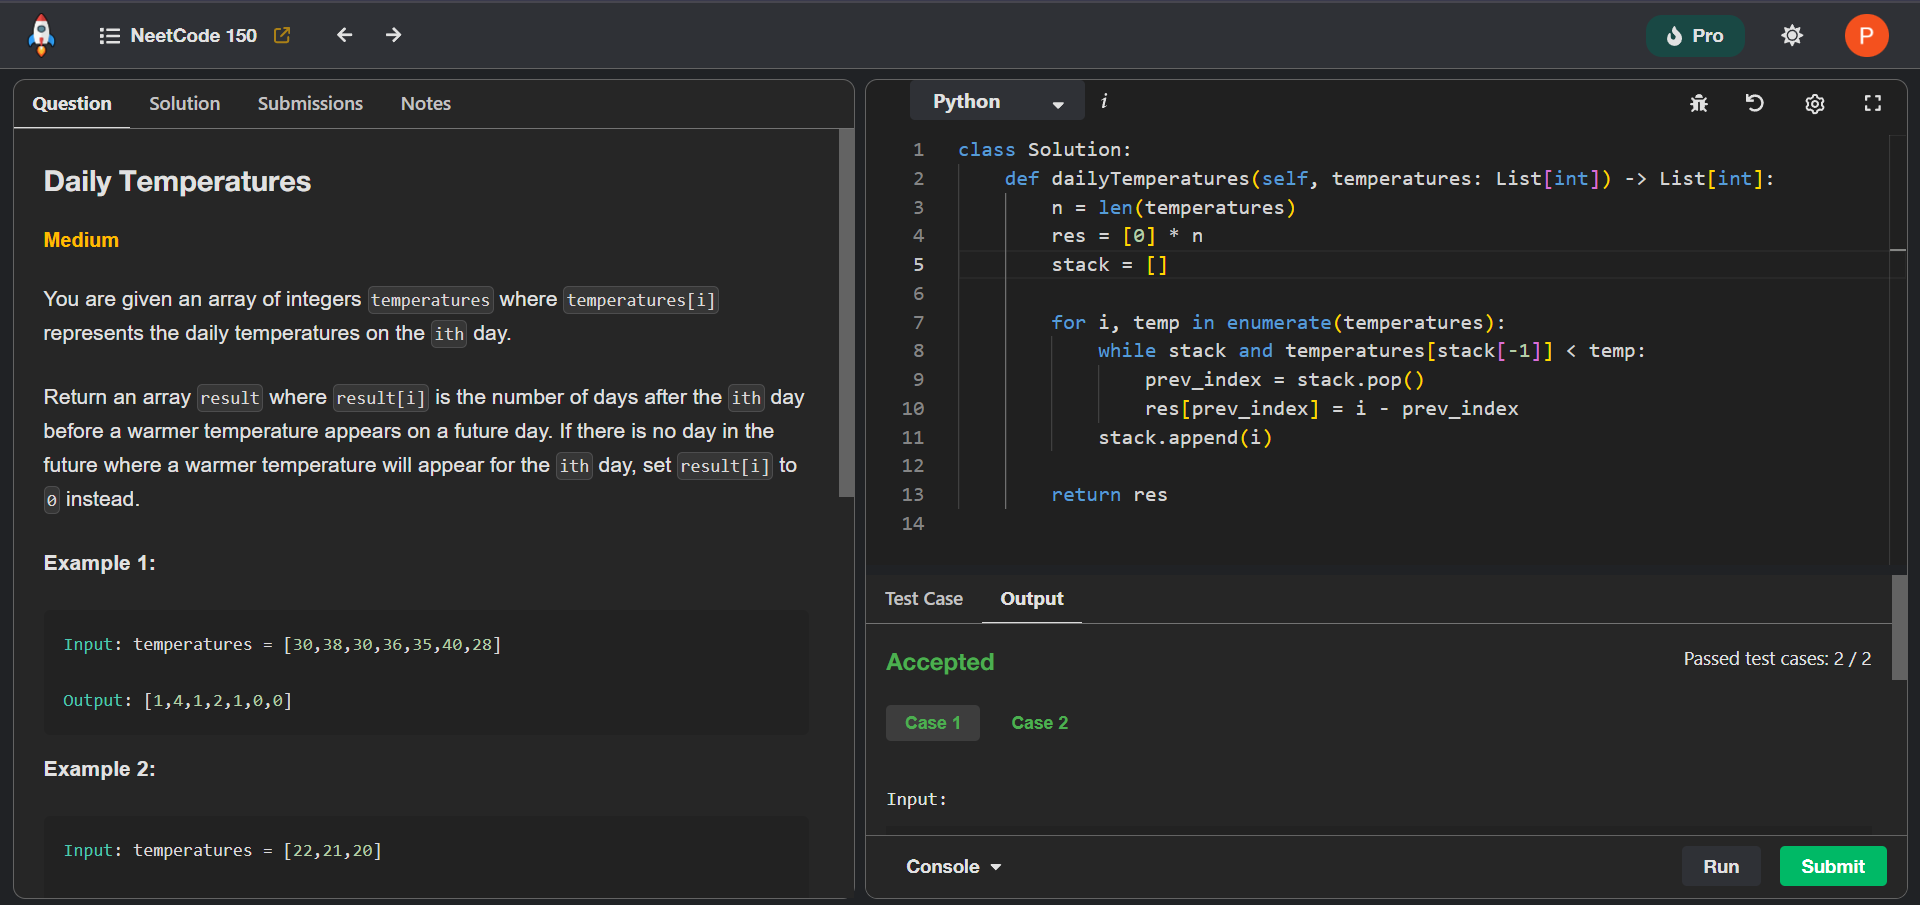 NeetCode 150
Pro
P
Question Solution Submissions Notes
Daily Temperatures
Medium
You are given an array of integers temperatures where temperatures[i]
represents the daily temperatures on the ith day.
Return an array result where result[i] is the number of days after the ith day
before a warmer temperature appears on a future day. If there is no day in the
future where a warmer temperature will appear for the ith day, set result[i] to
0 instead.
Example 1:
Input: temperatures = [30,38,30,36,35,40,28]
Output: [1,4,1,2,1,0,0]
Example 2:
Input: temperatures = [22,21,20]
Python i
1 class Solution:
2     def dailyTemperatures(self, temperatures: List[int]) -> List[int]:
3         n = len(temperatures)
4         res = [0] * n
5         stack = []
6
7         for i, temp in enumerate(temperatures):
8             while stack and temperatures[stack[-1]] < temp:
9                 prev_index = stack.pop()
10                 res[prev_index] = i - prev_index
11             stack.append(i)
12
13         return res
14
Test Case Output
Accepted Passed test cases: 2 / 2
Case 1 Case 2
Input:
Console Run Submit